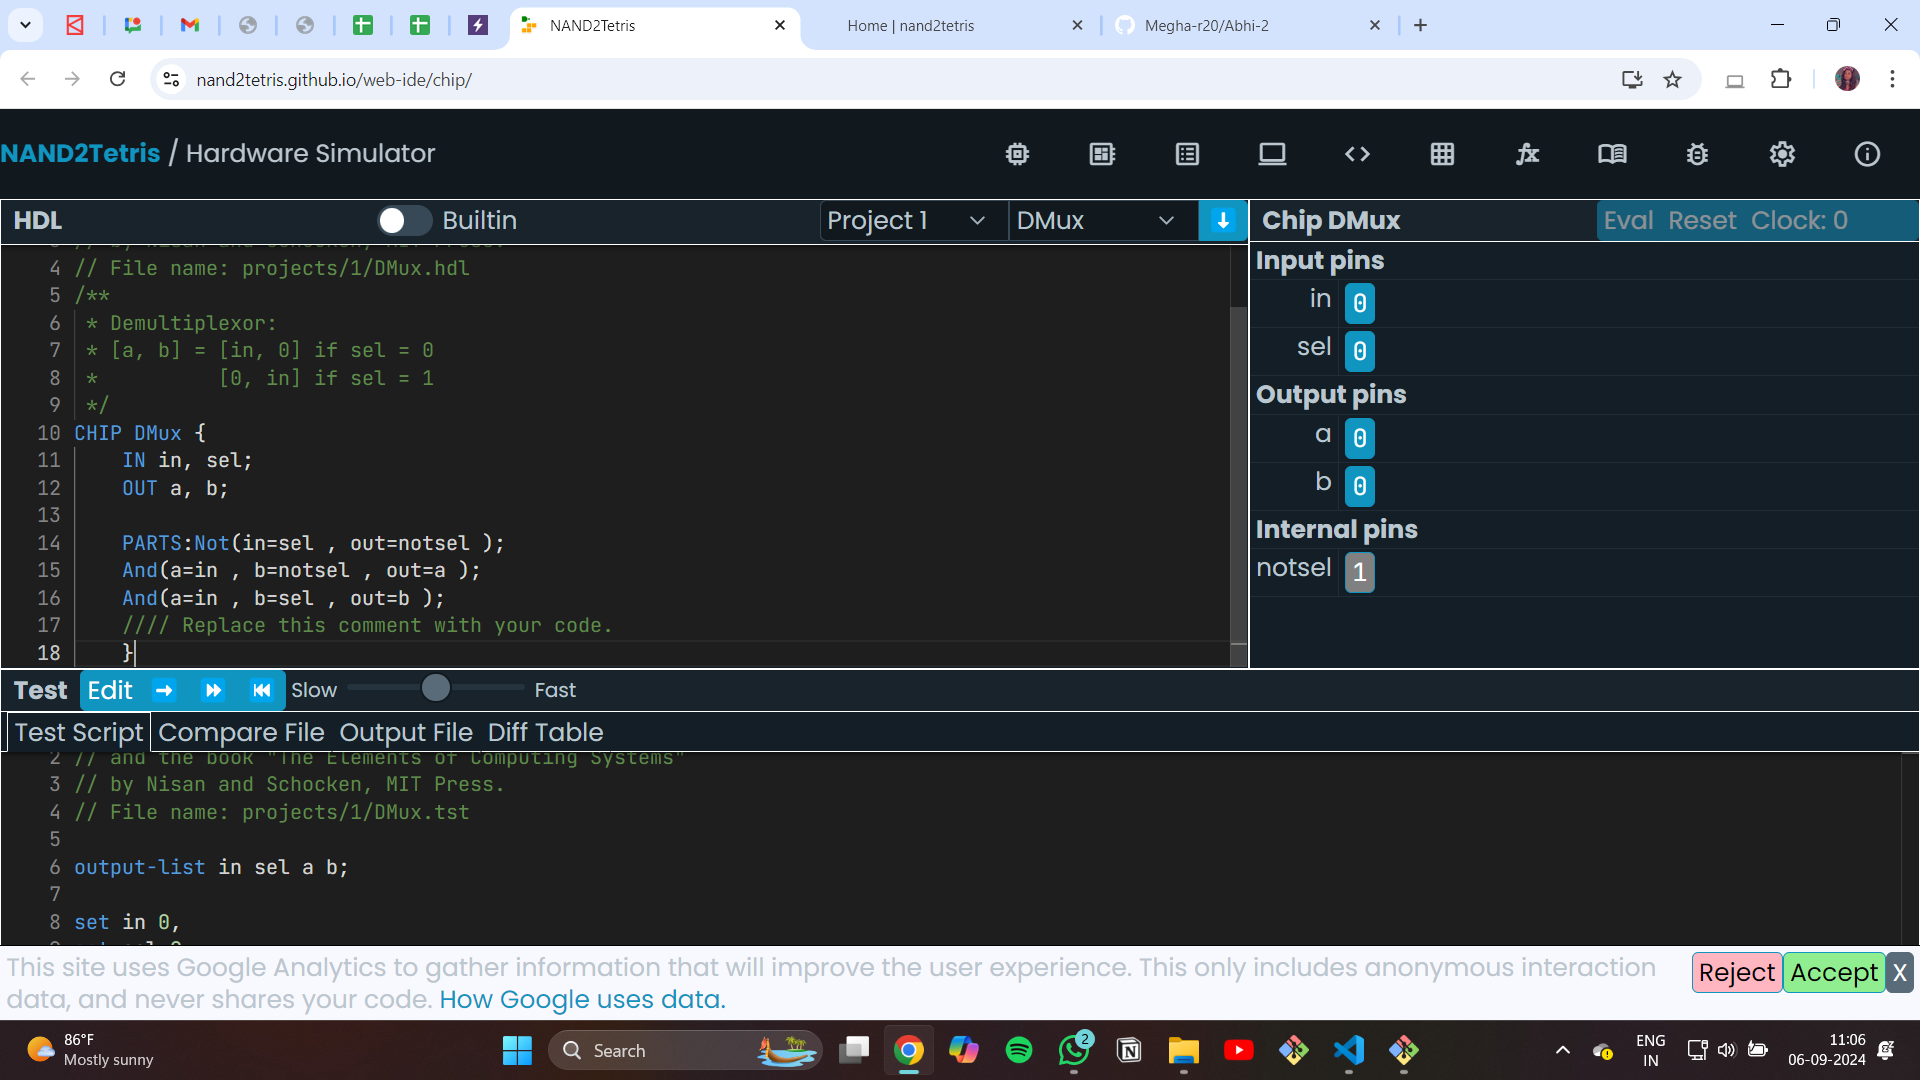 NAND2Tetris
Home | nand2tetris
Megha-r20/Abhi-2
nand2tetris.github.io/web-ide/chip/
NAND2Tetris / Hardware Simulator
HDL
Builtin
Project 1
DMux
Chip DMux
Eval Reset Clock: 0
4 // File name: projects/1/DMux.hdl
5 /**
6 * Demultiplexor:
7 * [a, b] = [in, 0] if sel = 0
8 * [0, in] if sel = 1
9 */
10 CHIP DMux {
11 IN in, sel;
12 OUT a, b;
13
14 PARTS:Not(in=sel , out=notsel );
15 And(a=in , b=notsel , out=a );
16 And(a=in , b=sel , out=b );
17 //// Replace this comment with your code.
18 }
Input pins
in 0
sel 0
Output pins
a 0
b 0
Internal pins
notsel 1
Test Edit Slow Fast
Test Script Compare File Output File Diff Table
2 // and the book "The Elements of Computing Systems"
3 // by Nisan and Schocken, MIT Press.
4 // File name: projects/1/DMux.tst
5
6 output-list in sel a b;
7
8 set in 0,
This site uses Google Analytics to gather information that will improve the user experience. This only includes anonymous interaction
data, and never shares your code. How Google uses data.
Reject Accept X
86°F
Mostly sunny
Search
2
ENG
IN
11:06
06-09-2024